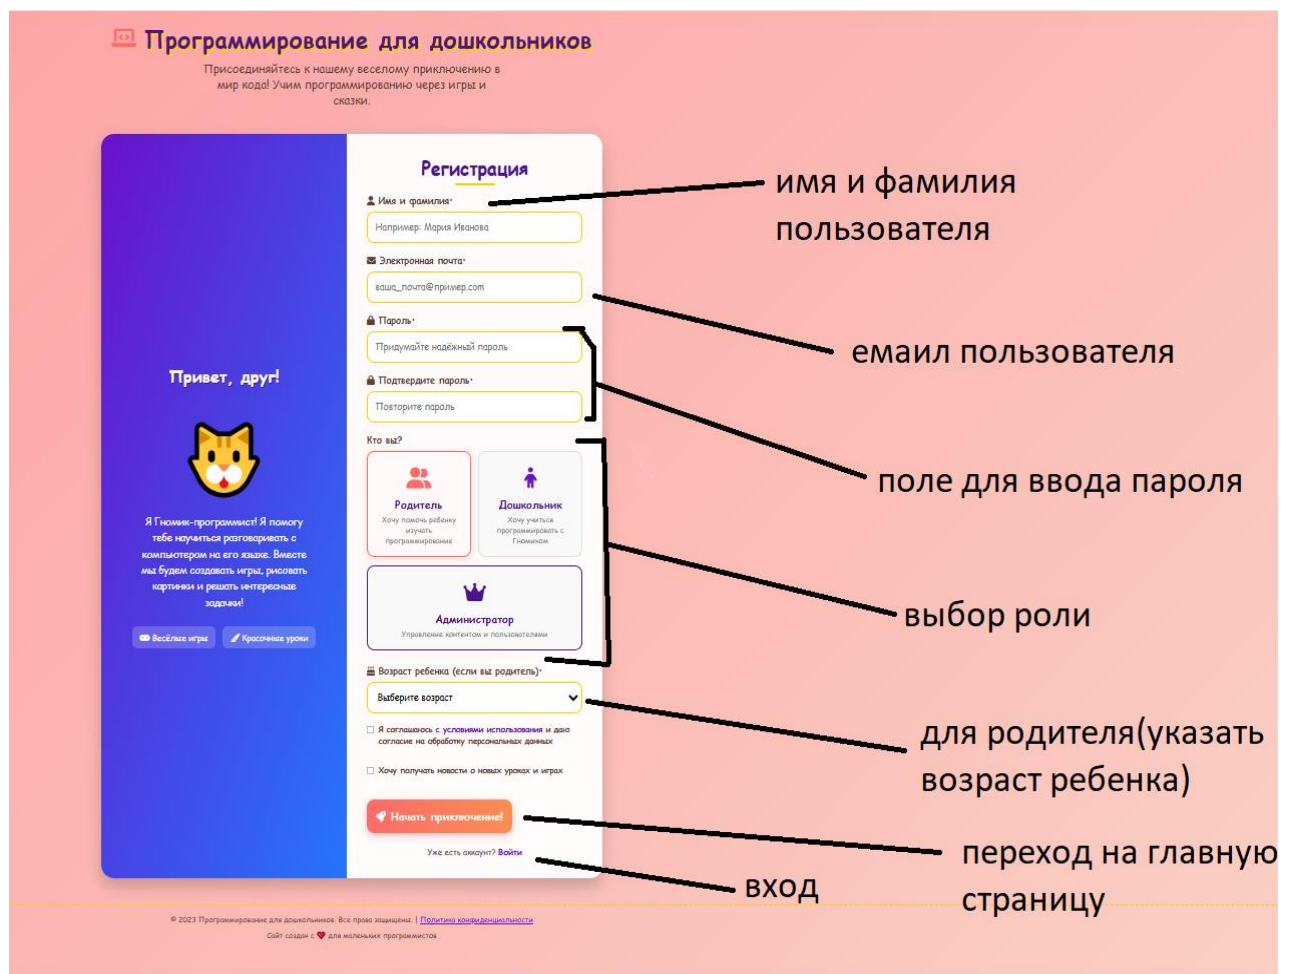 Программирование для дошкольников
Присоединяйтесь к нашему веселому приключению в
мир кода! Учим программированию через игры и
сказки.
Привет, друг!
Я Гномик-программист! Я помогу
тебе научиться разговаривать с
компьютером на его языке. Вместе
мы будем создавать игры, рисовать
картинки и решать интересные
задачки!
Весёлые игры
Красочные уроки
Регистрация
Имя и фамилия*
Например: Мария Иванова
Электронная почта*
ваша_почта@пример.com
Пароль*
Придумайте надёжный пароль
Подтвердите пароль*
Повторите пароль
Кто вы?
Родитель
Хочу помочь ребенку
изучать
программирование
Дошкольник
Хочу учиться
программировать с
Гномиком
Администратор
Управление контентом и пользователями
Возраст ребенка (если вы родитель)*
Выберите возраст
Я соглашаюсь с условиями использования и даю
согласие на обработку персональных данных
Хочу получать новости о новых уроках и играх
Начать приключение!
Уже есть аккаунт? Войти
имя и фамилия
пользователя
емаил пользователя
поле для ввода пароля
выбор роли
для родителя(указать
возраст ребенка)
переход на главную
страницу
вход
© 2023 Программирование для дошкольников. Все права защищены. | Политика конфиденциальности
Сайт создан с ❤ для маленьких программистов